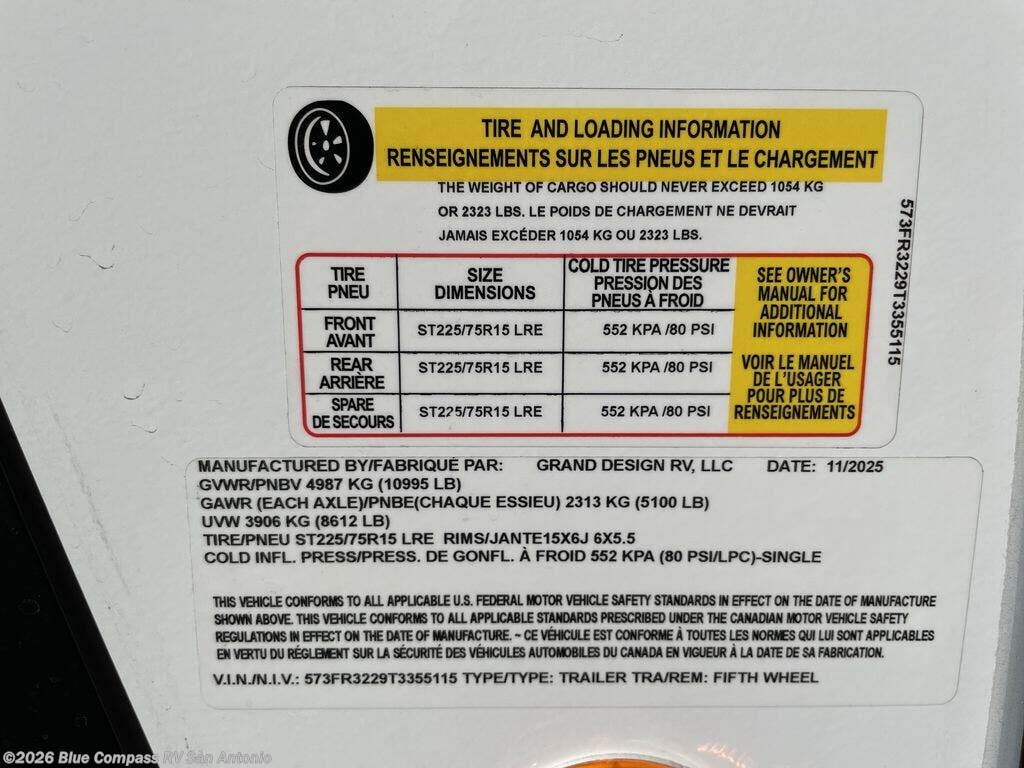 TIRE AND LOADING INFORMATION
RENSEIGNEMENTS SUR LES PNEUS ET LE CHARGEMENT
THE WEIGHT OF CARGO SHOULD NEVER EXCEED 1054 KG
OR 2323 LBS. LE POIDS DE CHARGEMENT NE DEVRAIT
JAMAIS EXCÉDER 1054 KG OU 2323 LBS.
TIRE
PNEU
SIZE
DIMENSIONS
COLD TIRE PRESSURE
PRESSION DES
PNEUS À FROID
FRONT
AVANT
ST225/75R15 LRE
552 KPA /80 PSI
REAR
ARRIÈRE
ST225/75R15 LRE
552 KPA /80 PSI
SPARE
DE SECOURS
ST225/75R15 LRE
552 KPA /80 PSI
SEE OWNER'S
MANUAL FOR
ADDITIONAL
INFORMATION
VOIR LE MANUEL
DE L'USAGER
POUR PLUS DE
RENSEIGNEMENTS
573FR3229T3355115
MANUFACTURED BY/FABRIQUÉ PAR: GRAND DESIGN RV, LLC DATE: 11/2025
GVWR/PNBV 4987 KG (10995 LB)
GAWR (EACH AXLE)/PNBE(CHAQUE ESSIEU) 2313 KG (5100 LB)
UVW 3906 KG (8612 LB)
TIRE/PNEU ST225/75R15 LRE RIMS/JANTE15X6J 6X5.5
COLD INFL. PRESS/PRESS. DE GONFL. À FROID 552 KPA (80 PSI/LPC)-SINGLE
THIS VEHICLE CONFORMS TO ALL APPLICABLE U.S. FEDERAL MOTOR VEHICLE SAFETY STANDARDS IN EFFECT ON THE DATE OF MANUFACTURE
SHOWN ABOVE. THIS VEHICLE CONFORMS TO ALL APPLICABLE STANDARDS PRESCRIBED UNDER THE CANADIAN MOTOR VEHICLE SAFETY
REGULATIONS IN EFFECT ON THE DATE OF MANUFACTURE. ~ CE VÉHICULE EST CONFORME À TOUTES LES NORMES QUI LUI SONT APPLICABLES
EN VERTU DU RÉGLEMENT SUR LA SÉCURITÉ DES VÉHICULES AUTOMOBILES DU CANADA EN VIGUEUR À LA DATE DE SA FABRICATION.
V.I.N./N.I.V.: 573FR3229T3355115 TYPE/TYPE: TRAILER TRA/REM: FIFTH WHEEL
©2026 Blue Compass RV San Antonio